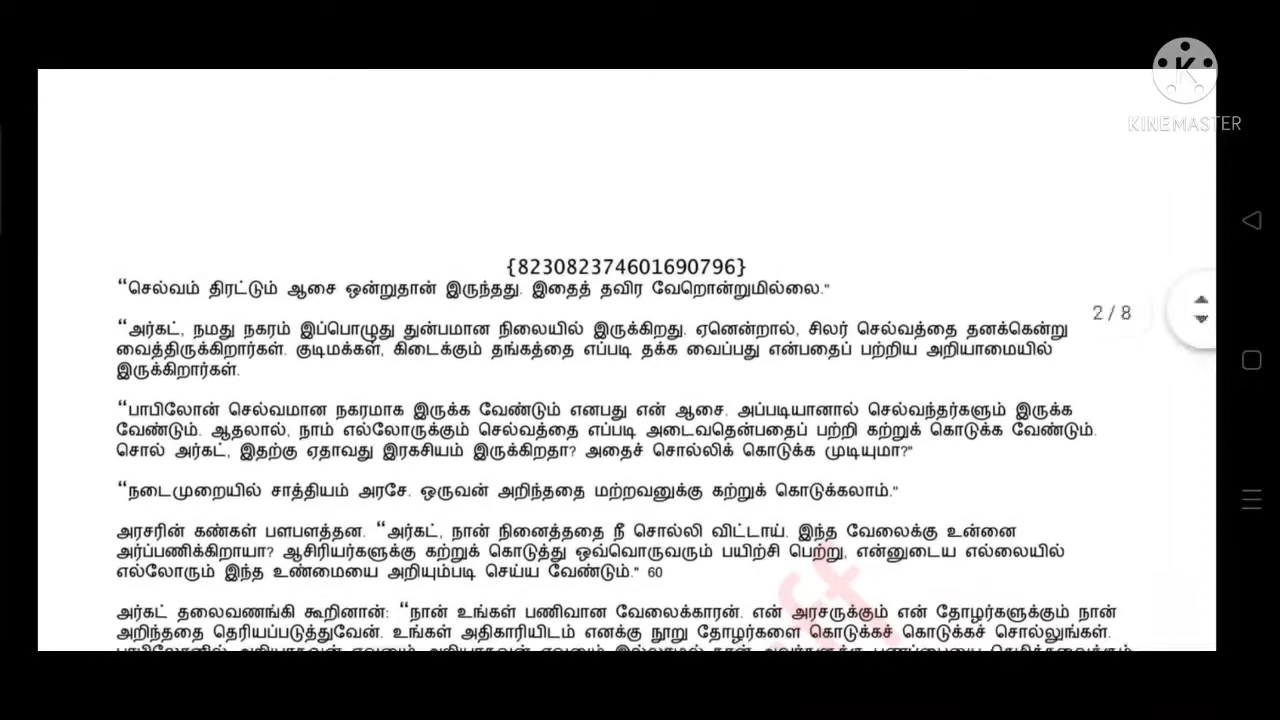 KINEMASTER
{823082374601690796}
“செல்வம் திரட்டும் ஆசை ஒன்றுதான் இருந்தது. இதைத் தவிர வேறொன்றுமில்லை."
2 / 8
“அர்கட், நமது நகரம் இப்பொழுது துன்பமான நிலையில் இருக்கிறது. ஏனென்றால், சிலர் செல்வத்தை தனக்கென்று
வைத்திருக்கிறார்கள். குடிமக்கள், கிடைக்கும் தங்கத்தை எப்படி தக்க வைப்பது என்பதைப் பற்றிய அறியாமையில்
இருக்கிறார்கள்.
“பாபிலோன் செல்வமான நகரமாக இருக்க வேண்டும் எனபது என் ஆசை. அப்படியானால் செல்வந்தர்களும் இருக்க
வேண்டும். ஆதலால், நாம் எல்லோருக்கும் செல்வத்தை எப்படி அடைவதென்பதைப் பற்றி கற்றுக் கொடுக்க வேண்டும்.
சொல் அர்கட், இதற்கு ஏதாவது இரகசியம் இருக்கிறதா? அதைச் சொல்லிக் கொடுக்க முடியுமா?"
“நடைமுறையில் சாத்தியம் அரசே. ஒருவன் அறிந்ததை மற்றவனுக்கு கற்றுக் கொடுக்கலாம்."
அரசரின் கண்கள் பளபளத்தன. “அர்கட், நான் நினைத்ததை நீ சொல்லி விட்டாய். இந்த வேலைக்கு உன்னை
அர்ப்பணிக்கிறாயா? ஆசிரியர்களுக்கு கற்றுக் கொடுத்து ஒவ்வொருவரும் பயிற்சி பெற்று, என்னுடைய எல்லையில்
எல்லோரும் இந்த உண்மையை அறியும்படி செய்ய வேண்டும்." 60
அர்கட் தலைவணங்கி கூறினான்: “நான் உங்கள் பணிவான வேலைக்காரன். என் அரசருக்கும் என் தோழர்களுக்கும் நான்
அறிந்ததை தெரியப்படுத்துவேன். உங்கள் அதிகாரியிடம் எனக்கு நூறு தோழர்களை கொடுக்கச் கொடுக்கச் சொல்லுங்கள்.